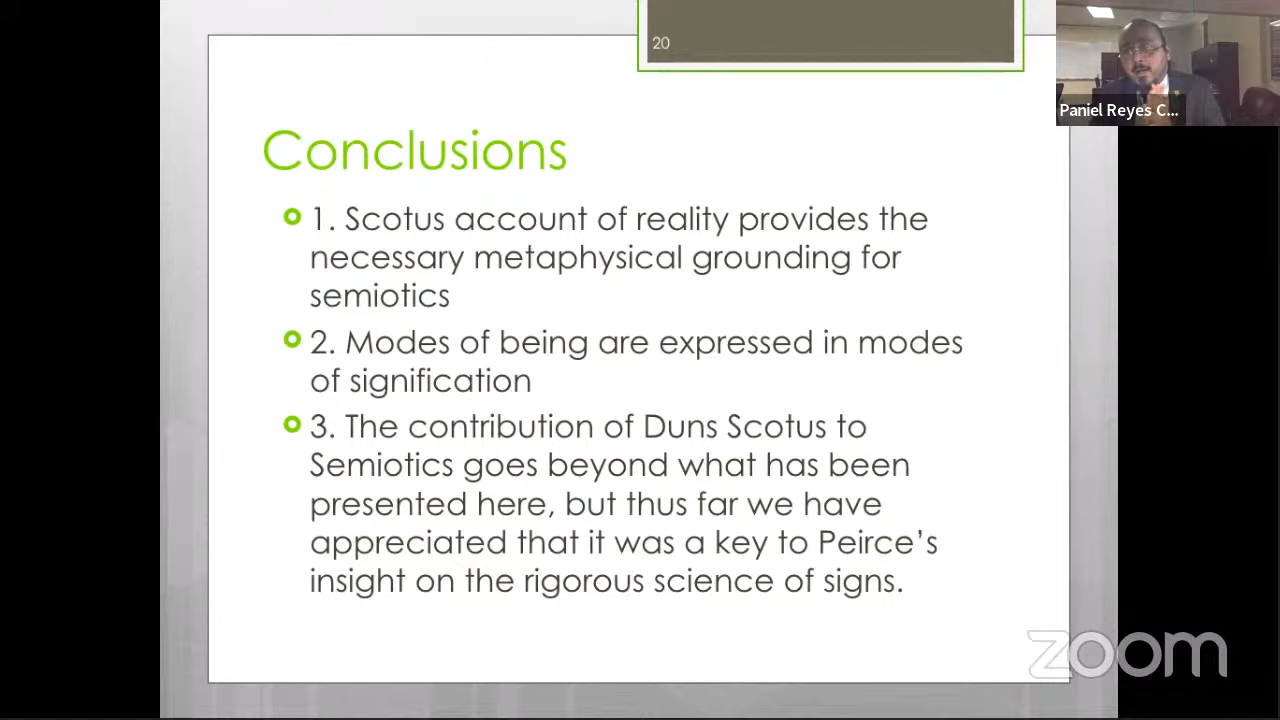 20
Paniel Reyes C...
Conclusions
1. Scotus account of reality provides the
necessary metaphysical grounding for
semiotics
2. Modes of being are expressed in modes
of signification
3. The contribution of Duns Scotus to
Semiotics goes beyond what has been
presented here, but thus far we have
appreciated that it was a key to Peirce’s
insight on the rigorous science of signs.
zoom